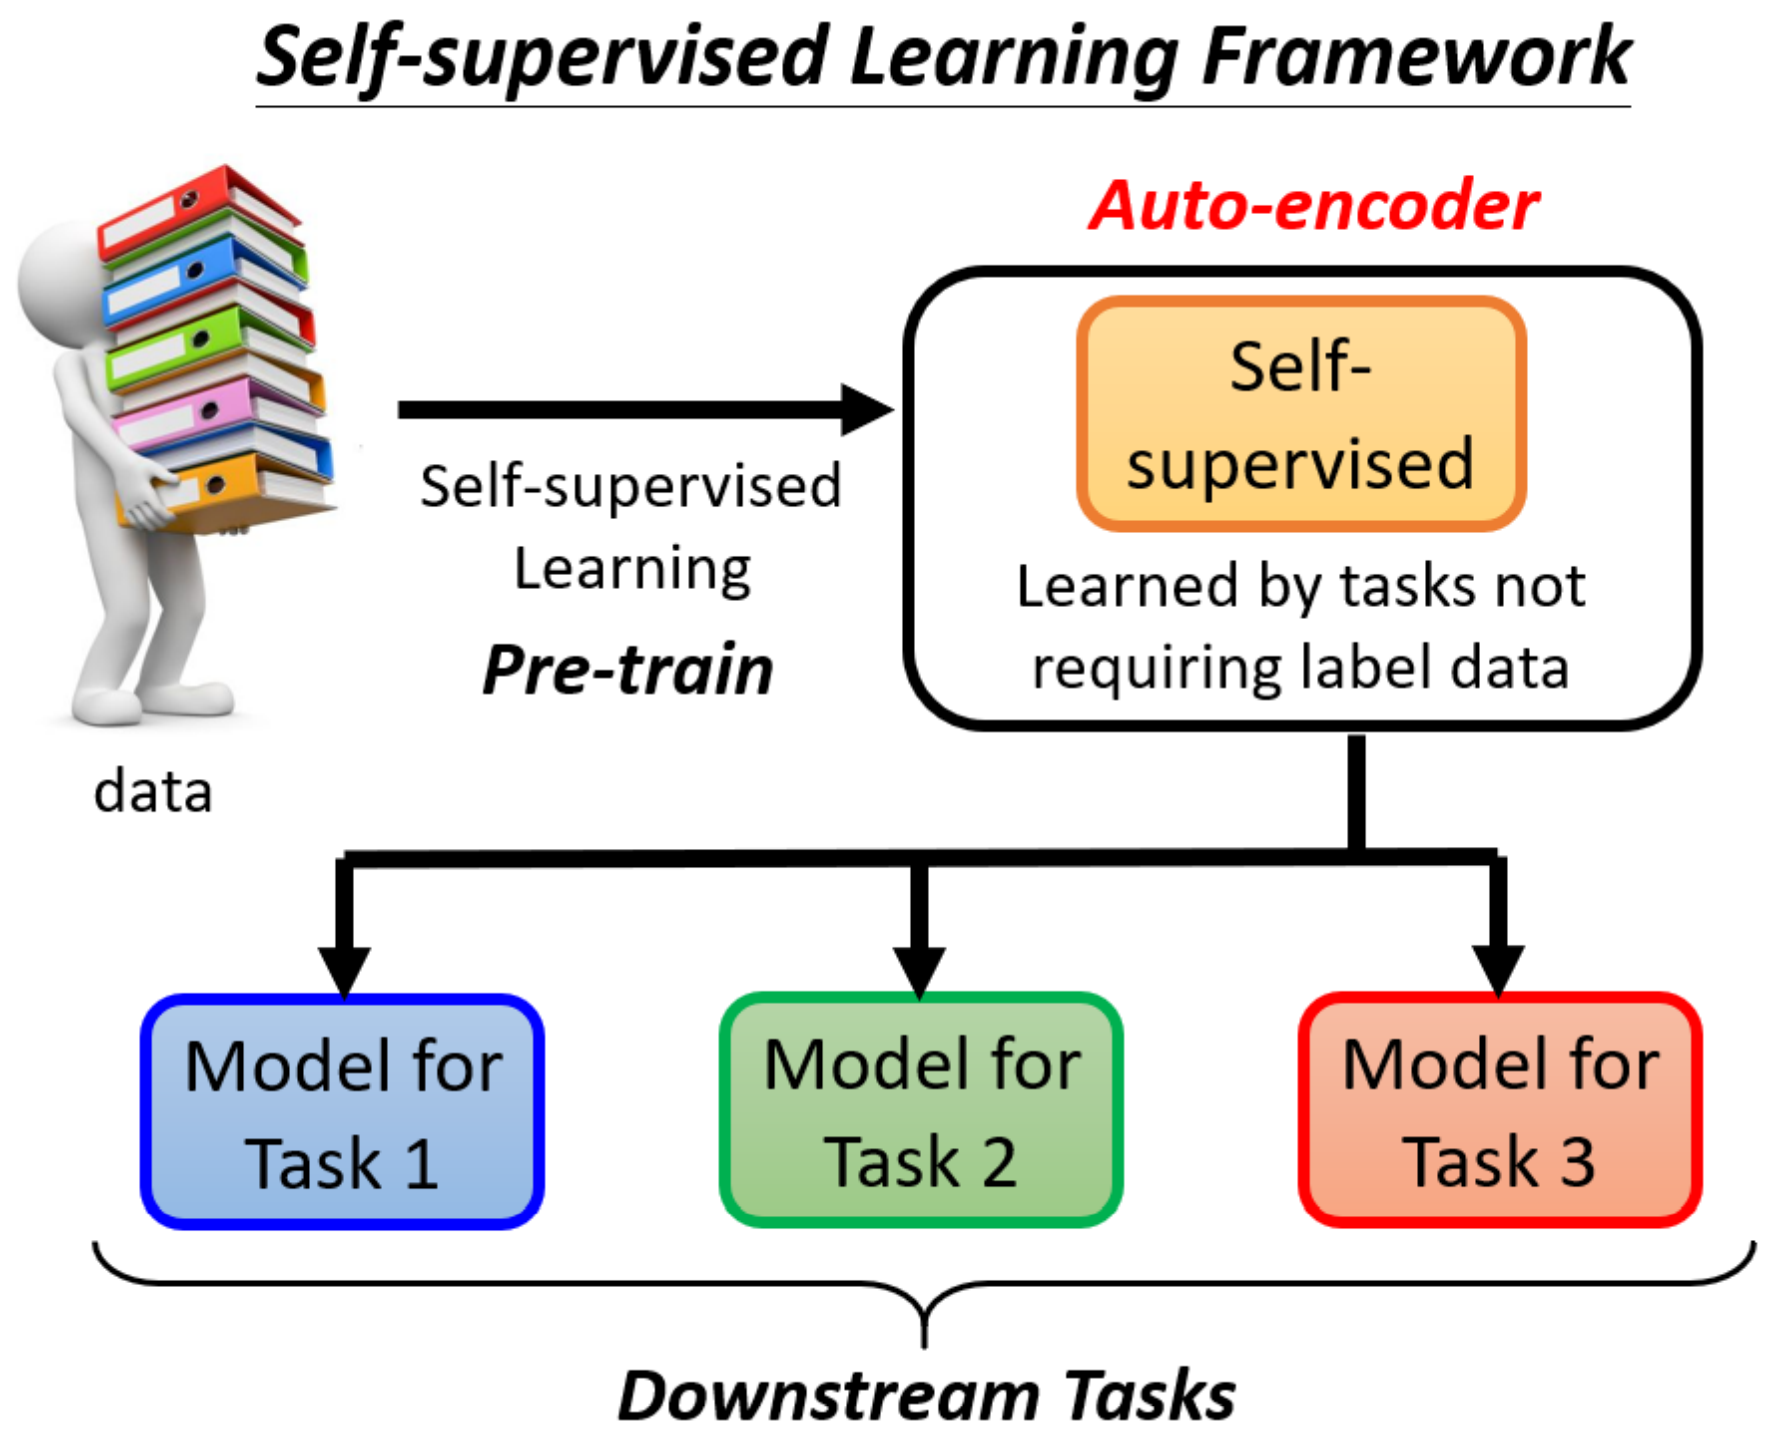 Self-supervised Learning Framework
Auto-encoder
Self-
supervised
Learned by tasks not
requiring label data
Self-supervised
Learning
Pre-train
data
Model for
Task 1
Model for
Task 2
Model for
Task 3
Downstream Tasks